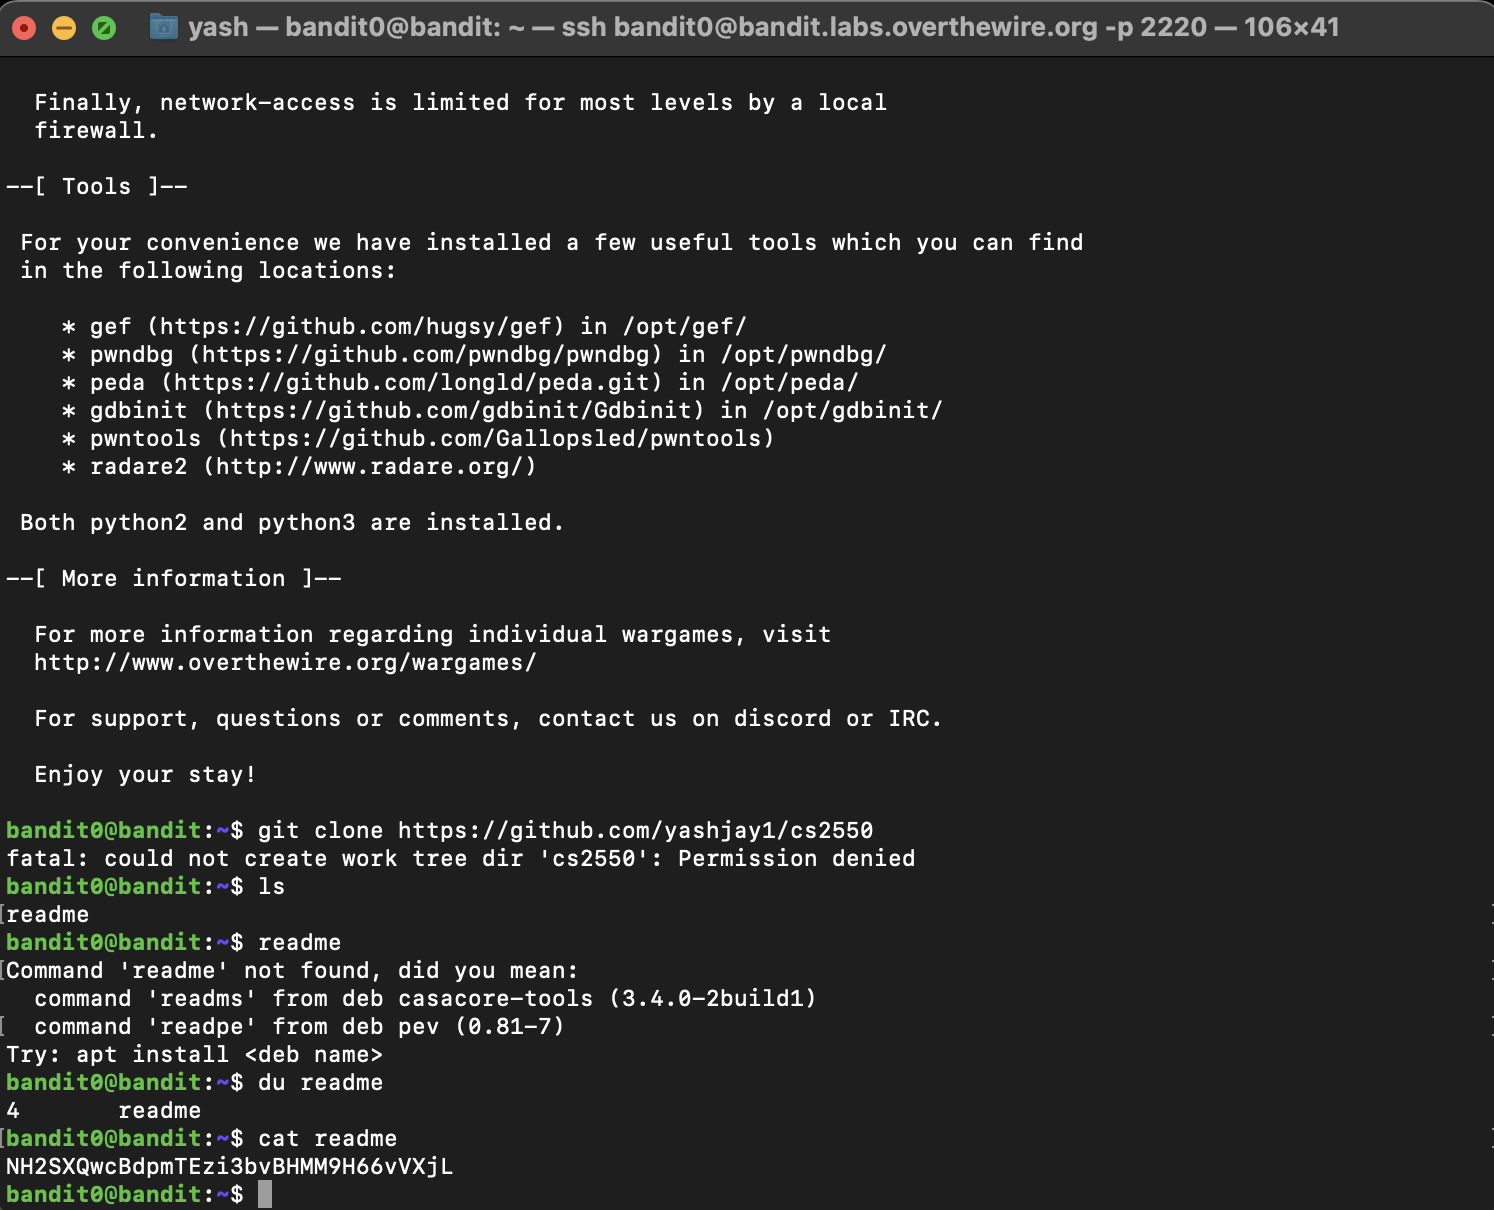 yash — bandit0@bandit: ~ — ssh bandit0@bandit.labs.overthewire.org -p 2220 — 106×41
  Finally, network-access is limited for most levels by a local
  firewall.
--[ Tools ]--
 For your convenience we have installed a few useful tools which you can find
 in the following locations:
    * gef (https://github.com/hugsy/gef) in /opt/gef/
    * pwndbg (https://github.com/pwndbg/pwndbg) in /opt/pwndbg/
    * peda (https://github.com/longld/peda.git) in /opt/peda/
    * gdbinit (https://github.com/gdbinit/Gdbinit) in /opt/gdbinit/
    * pwntools (https://github.com/Gallopsled/pwntools)
    * radare2 (http://www.radare.org/)
 Both python2 and python3 are installed.
--[ More information ]--
  For more information regarding individual wargames, visit
  http://www.overthewire.org/wargames/
  For support, questions or comments, contact us on discord or IRC.
  Enjoy your stay!
bandit0@bandit:~$ git clone https://github.com/yashjay1/cs2550
fatal: could not create work tree dir 'cs2550': Permission denied
bandit0@bandit:~$ ls
readme
bandit0@bandit:~$ readme
Command 'readme' not found, did you mean:
  command 'readms' from deb casacore-tools (3.4.0-2build1)
  command 'readpe' from deb pev (0.81-7)
Try: apt install <deb name>
bandit0@bandit:~$ du readme
4       readme
bandit0@bandit:~$ cat readme
NH2SXQwcBdpmTEzi3bvBHMM9H66vVXjL
bandit0@bandit:~$